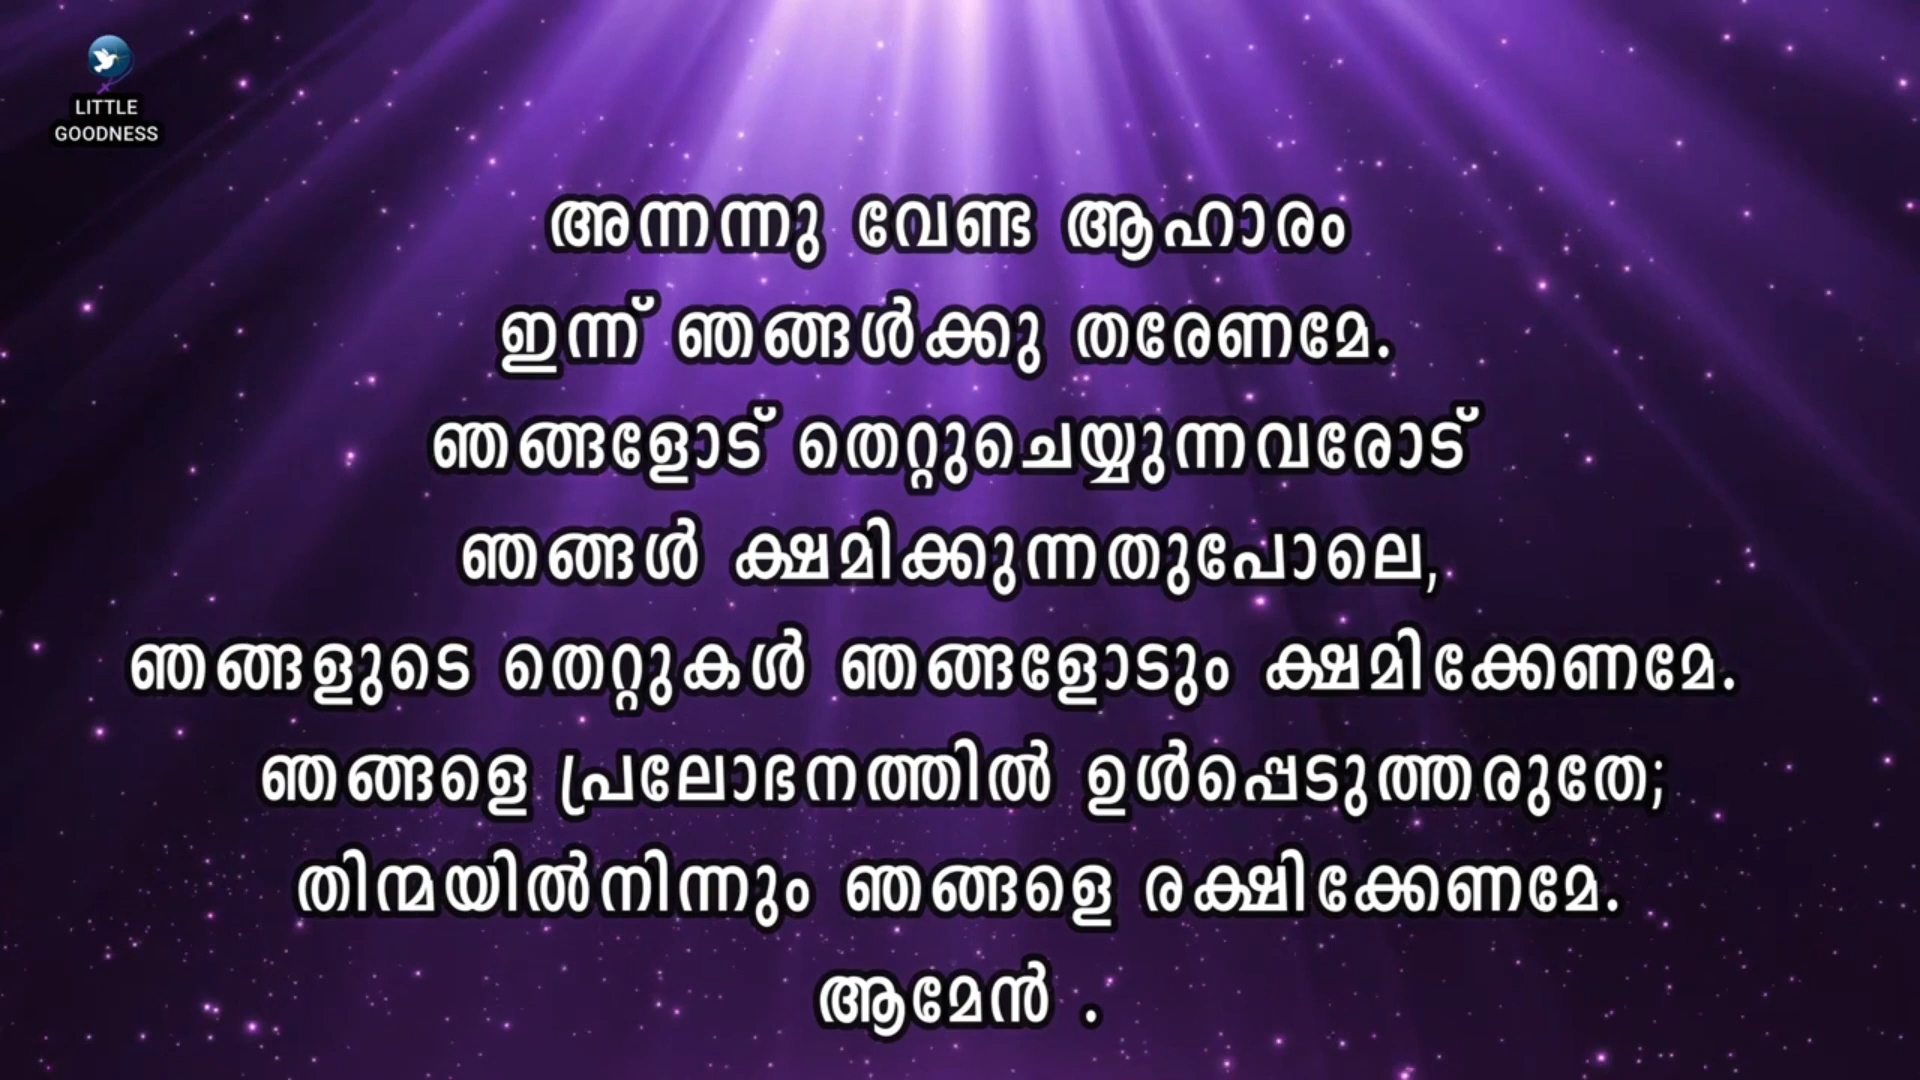 LITTLE
GOODNESS
അന്നന്നു വേണ്ട ആഹാരം
ഇന്ന് ഞങ്ങൾക്കു തരേണമേ.
ഞങ്ങളോട് തെറ്റുചെയ്യുന്നവരോട്
ഞങ്ങൾ ക്ഷമിക്കുന്നതുപോലെ,
ഞങ്ങളുടെ തെറ്റുകൾ ഞങ്ങളോടും ക്ഷമിക്കേണമേ.
ഞങ്ങളെ പ്രലോഭനത്തിൽ ഉൾപ്പെടുത്തരുതേ;
തിന്മയിൽനിന്നും ഞങ്ങളെ രക്ഷിക്കേണമേ.
ആമേൻ .